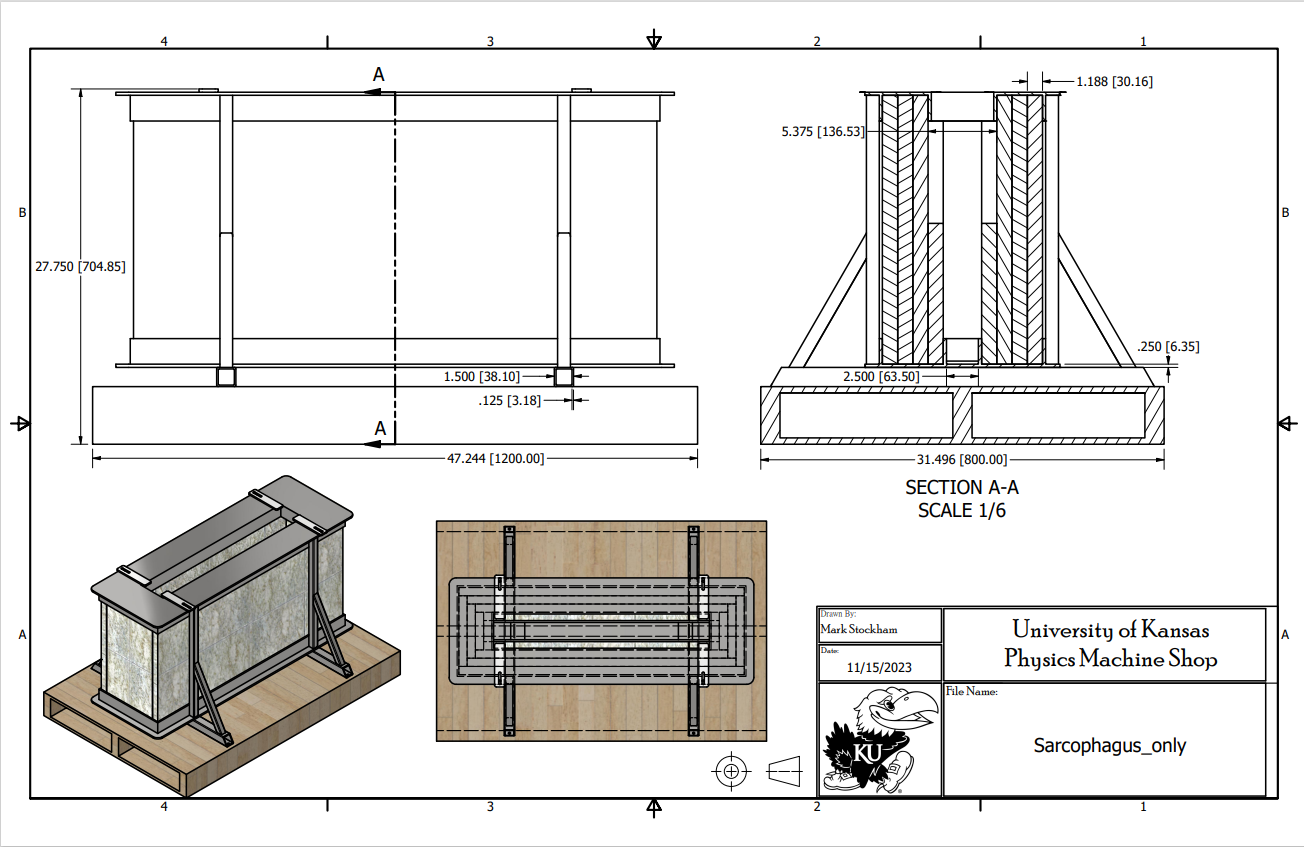 4 3 2 1
A
1.188 [30.16]
5.375 [136.53]
B B
27.750 [704.85]
.250 [6.35]
1.500 [38.10]
2.500 [63.50]
.125 [3.18]
A
47.244 [1200.00]
31.496 [800.00]
SECTION A-A
SCALE 1/6
A A
Drawn By:
Mark Stockham
University of Kansas
Physics Machine Shop
Date:
11/15/2023
File Name:
Sarcophagus_only
KU
4 3 2 1